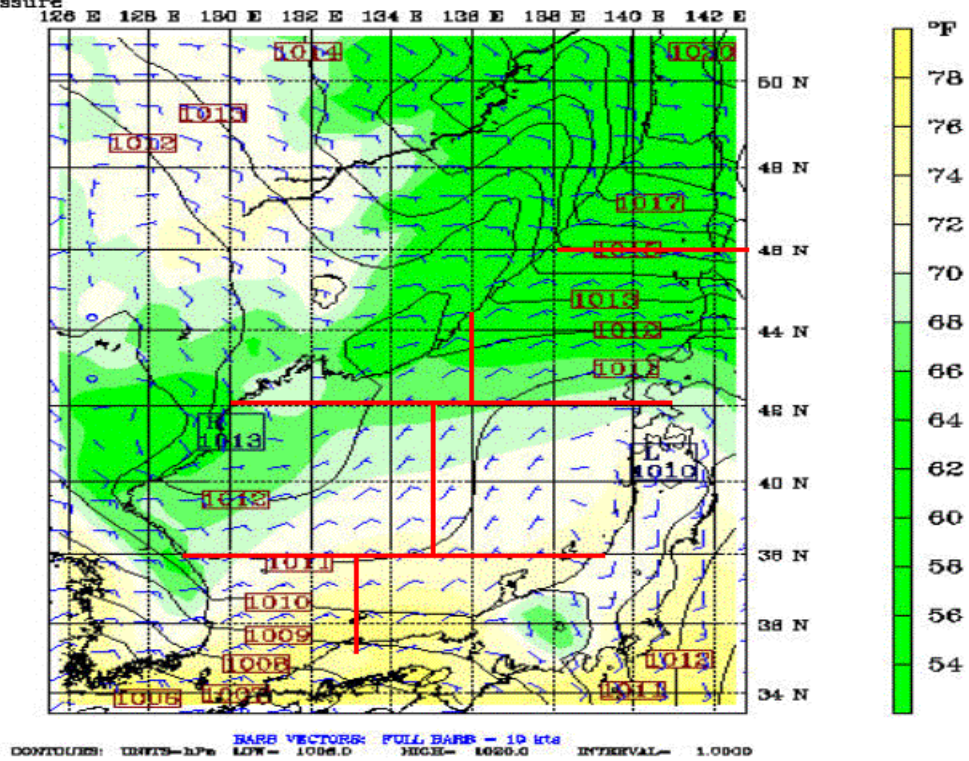 ssure
126 E 128 E 130 E 132 E 134 E 136 E 138 E 140 E 142 E
°F
1014 1020
78
50 N
1013
76
1012
48 N
74
1017
72
46 N
70
1013
68
44 N
1012
66
64
42 N
H
1013
L
1010
62
40 N
1012
60
38 N
1011
58
1010
56
36 N
1009
1008
1012
54
1006 1007 1011
34 N
BARB VECTORS: FULL BARB = 10 kts
CONTOURS: UNITS=hPa LOW= 1006.0 HIGH= 1020.0 INTERVAL= 1.0000